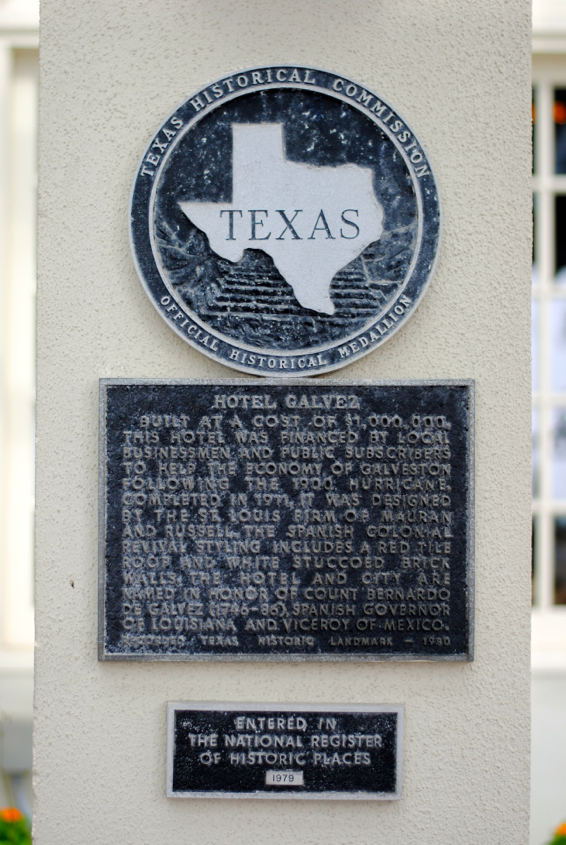 TEXAS HISTORICAL COMMISSION
TEXAS
OFFICIAL HISTORICAL MEDALLION
HOTEL GALVEZ
BUILT AT A COST OF $1,000,000,
THIS HOTEL WAS FINANCED BY LOCAL
BUSINESSMEN AND PUBLIC SUBSCRIBERS
TO HELP THE ECONOMY OF GALVESTON
FOLLOWING THE 1900 HURRICANE.
COMPLETED IN 1911, IT WAS DESIGNED
BY THE ST. LOUIS FIRM OF MAURAN
AND RUSSELL. THE SPANISH COLONIAL
REVIVAL STYLING INCLUDES A RED TILE
ROOF AND WHITE STUCCOED BRICK
WALLS. THE HOTEL AND CITY ARE
NAMED IN HONOR OF COUNT BERNARDO
DE GALVEZ (1746-86), SPANISH GOVERNOR
OF LOUISIANA AND VICEROY OF MEXICO.
RECORDED TEXAS HISTORIC LANDMARK - 1980
ENTERED IN
THE NATIONAL REGISTER
OF HISTORIC PLACES
1979